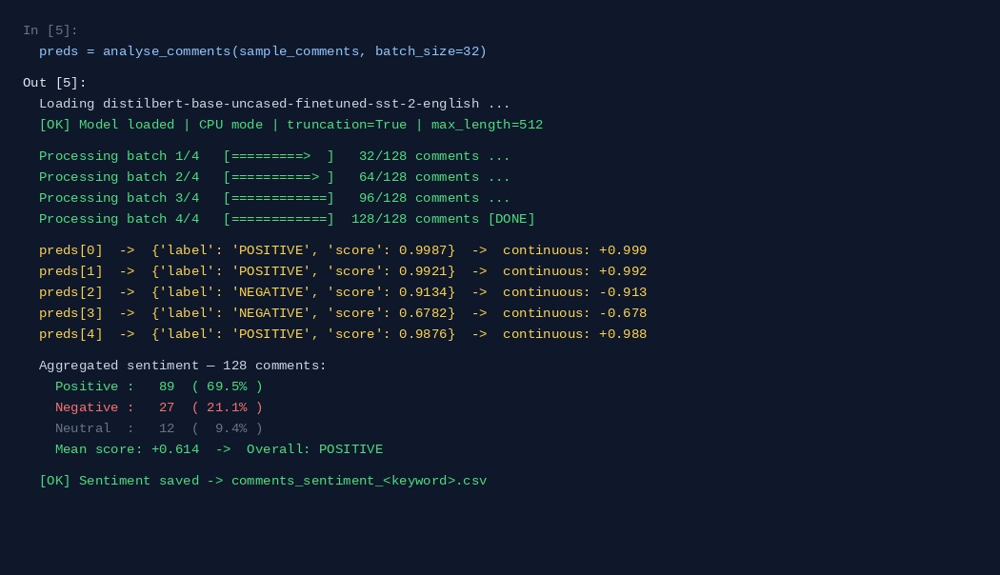 In [5]:
preds = analyse_comments(sample_comments, batch_size=32)
Out [5]:
Loading distilbert-base-uncased-finetuned-sst-2-english ...
[OK] Model loaded | CPU mode | truncation=True | max_length=512
Processing batch 1/4   [=========>  ]   32/128 comments ...
Processing batch 2/4   [==========> ]   64/128 comments ...
Processing batch 3/4   [============]   96/128 comments ...
Processing batch 4/4   [============]  128/128 comments [DONE]
preds[0]  ->  {'label': 'POSITIVE', 'score': 0.9987}  ->  continuous: +0.999
preds[1]  ->  {'label': 'POSITIVE', 'score': 0.9921}  ->  continuous: +0.992
preds[2]  ->  {'label': 'NEGATIVE', 'score': 0.9134}  ->  continuous: -0.913
preds[3]  ->  {'label': 'NEGATIVE', 'score': 0.6782}  ->  continuous: -0.678
preds[4]  ->  {'label': 'POSITIVE', 'score': 0.9876}  ->  continuous: +0.988
Aggregated sentiment — 128 comments:
Positive :   89  ( 69.5% )
Negative :   27  ( 21.1% )
Neutral  :   12  (  9.4% )
Mean score: +0.614  ->  Overall: POSITIVE
[OK] Sentiment saved -> comments_sentiment_<keyword>.csv